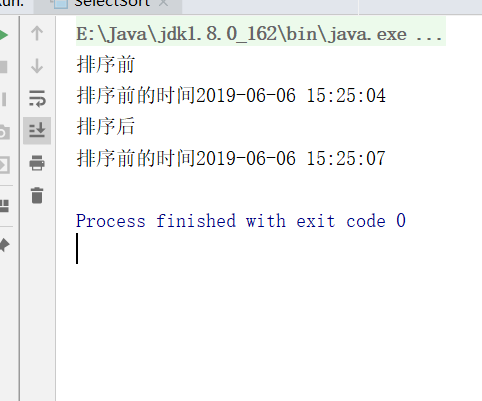 SelectSort
E:\Java\jdk1.8.0_162\bin\java.exe ...
排序前
排序前的时间2019-06-06 15:25:04
排序后
排序前的时间2019-06-06 15:25:07
Process finished with exit code 0